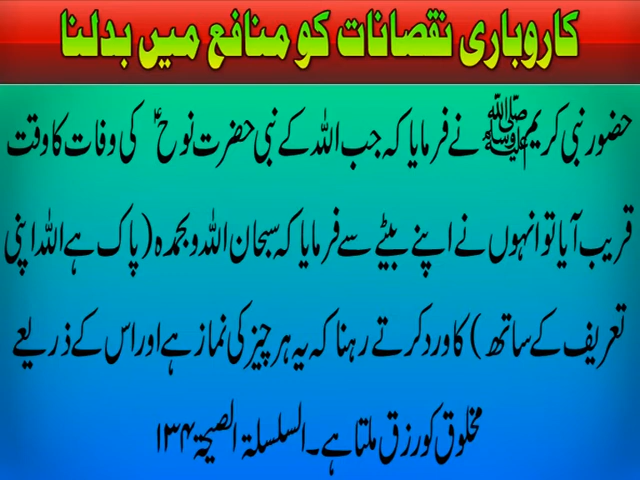 کاروباری نقصانات کو منافع میں بدلنا
حضور نبی کریم ﷺ نے فرمایا کہ جب اللہ کے نبی حضرت نوحؑ کی وفات کا وقت
قریب آیا تو انہوں نے اپنے بیٹے سے فرمایا کہ سبحان اللہ وبحمدہ (پاک ہے اللہ اپنی
تعریف کے ساتھ) کا ورد کرتے رہنا کہ یہ ہر چیز کی نماز ہے اور اس کے ذریعے
مخلوق کو رزق ملتا ہے۔ السلسلۃ الصحیحۃ ۱۳۴